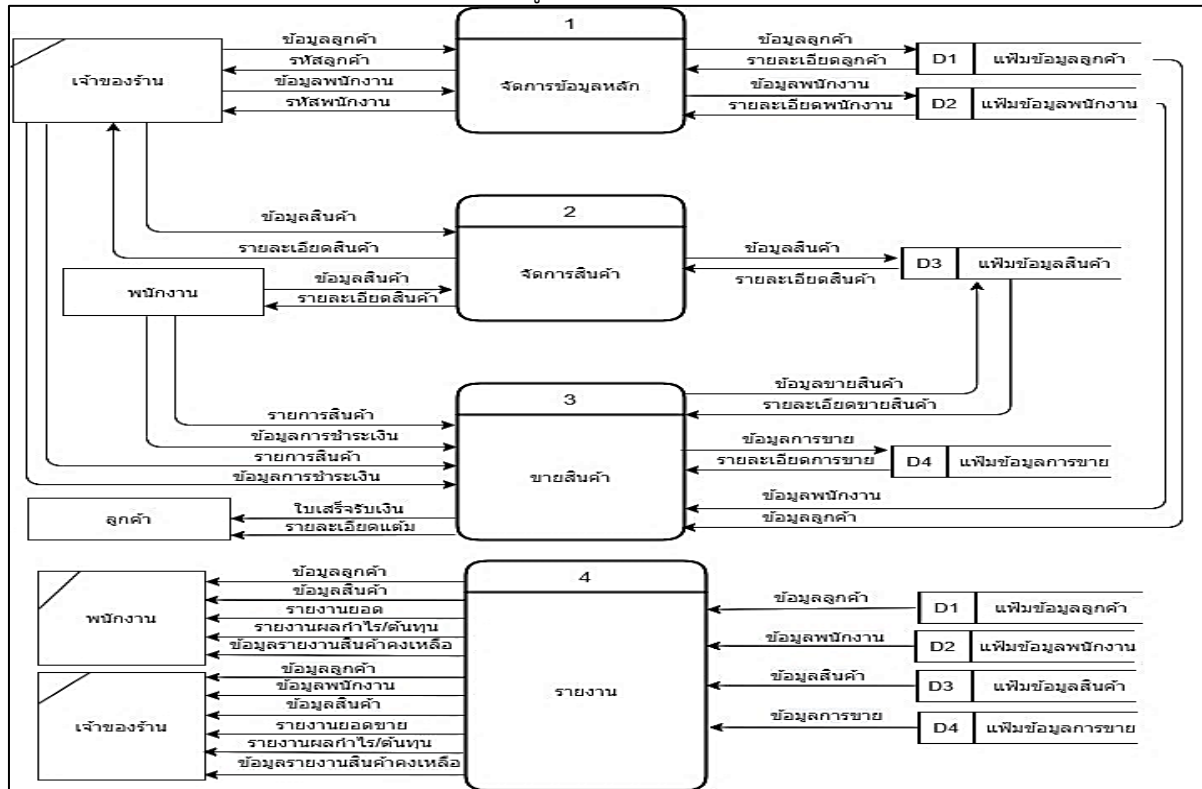 1
ข้อมูลลูกค้า
รหัสลูกค้า
ข้อมูลพนักงาน
รหัสพนักงาน
เจ้าของร้าน
จัดการข้อมูลหลัก
ข้อมูลลูกค้า
รายละเอียดลูกค้า
ข้อมูลพนักงาน
รายละเอียดพนักงาน
D1 แฟ้มข้อมูลลูกค้า
D2 แฟ้มข้อมูลพนักงาน
2
ข้อมูลสินค้า
รายละเอียดสินค้า
พนักงาน
ข้อมูลสินค้า
รายละเอียดสินค้า
จัดการสินค้า
ข้อมูลสินค้า
รายละเอียดสินค้า
D3 แฟ้มข้อมูลสินค้า
3
รายการสินค้า
ข้อมูลการชำระเงิน
รายการสินค้า
ข้อมูลการชำระเงิน
ขายสินค้า
ข้อมูลขายสินค้า
รายละเอียดขายสินค้า
ข้อมูลการขาย
รายละเอียดการขาย
D4 แฟ้มข้อมูลการขาย
ข้อมูลพนักงาน
ข้อมูลลูกค้า
ลูกค้า
ใบเสร็จรับเงิน
รายละเอียดแต้ม
4
พนักงาน
ข้อมูลลูกค้า
ข้อมูลสินค้า
รายงานยอด
รายงานผลกำไร/ต้นทุน
ข้อมูลรายงานสินค้าคงเหลือ
เจ้าของร้าน
ข้อมูลลูกค้า
ข้อมูลพนักงาน
ข้อมูลสินค้า
รายงานยอดขาย
รายงานผลกำไร/ต้นทุน
ข้อมูลรายงานสินค้าคงเหลือ
รายงาน
ข้อมูลลูกค้า
D1 แฟ้มข้อมูลลูกค้า
ข้อมูลพนักงาน
D2 แฟ้มข้อมูลพนักงาน
ข้อมูลสินค้า
D3 แฟ้มข้อมูลสินค้า
ข้อมูลการขาย
D4 แฟ้มข้อมูลการขาย